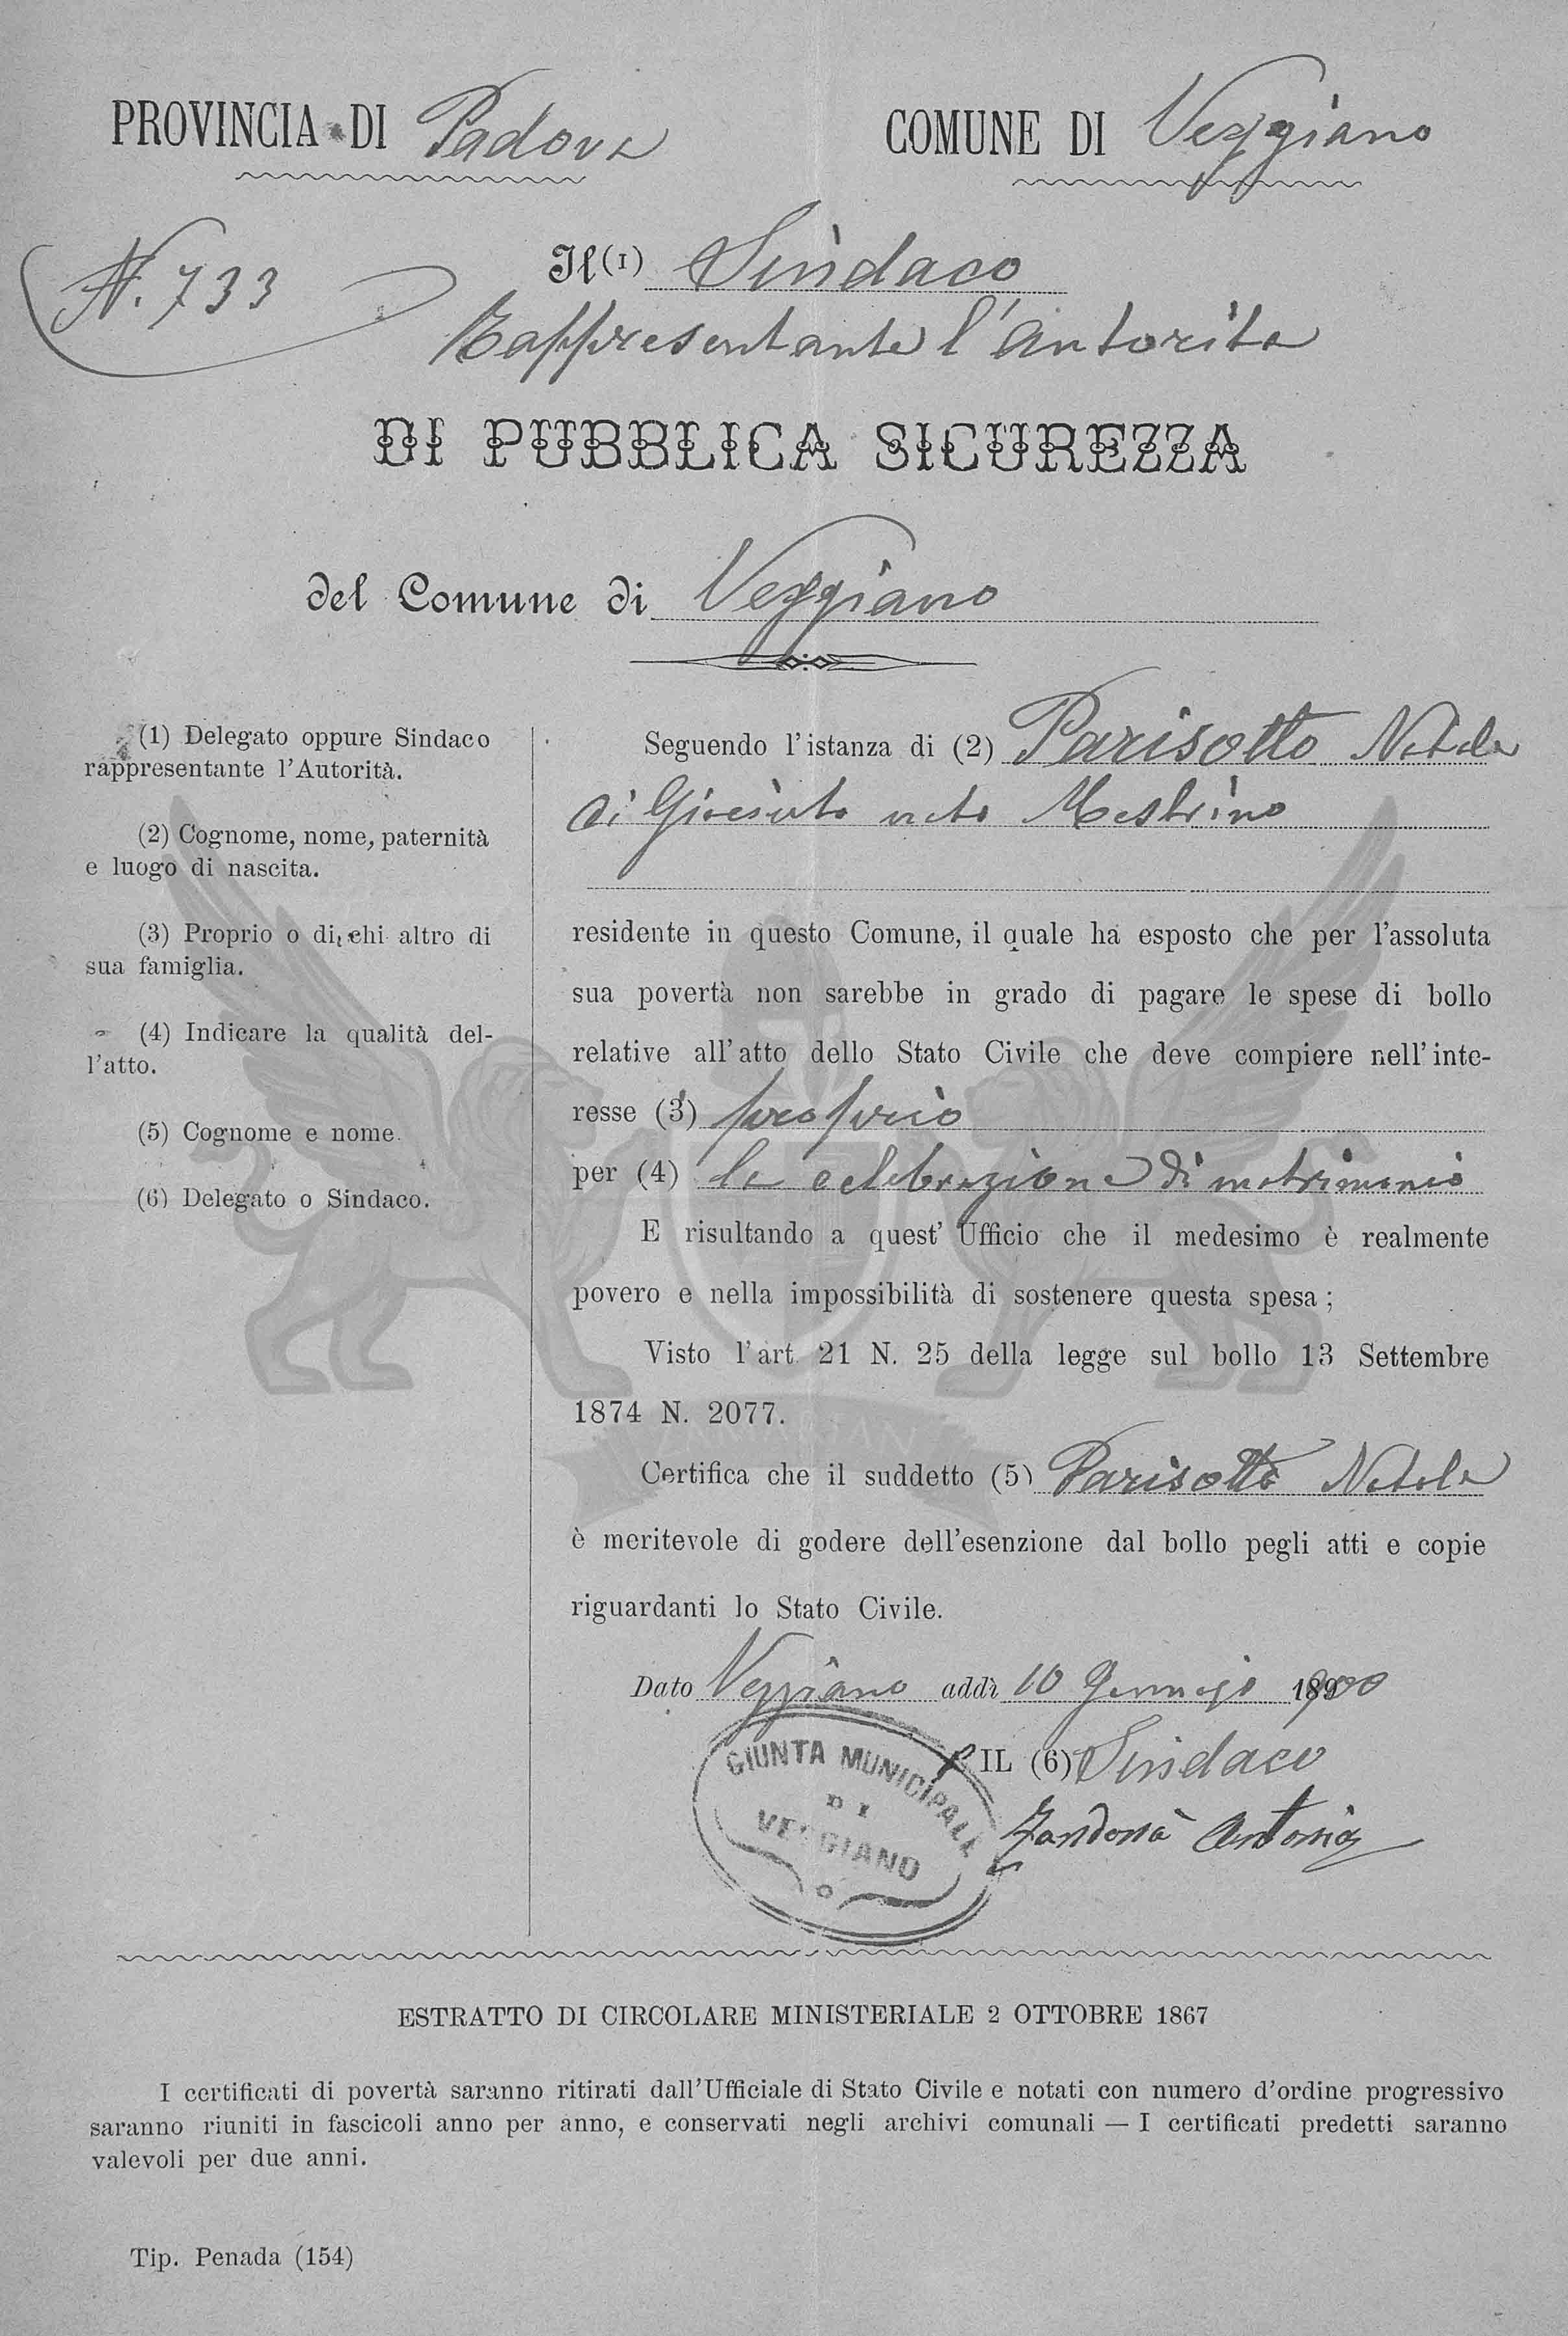 PROVINCIA DI Padova
COMUNE DI Veggiano
N. 733
Il (1) Sindaco
Rappresentante l'autorità
DI PUBBLICA SICUREZZA
del Comune di Veggiano
(1) Delegato oppure Sindaco
rappresentante l'Autorità.
(2) Cognome, nome, paternità
e luogo di nascita.
(3) Proprio o di chi altro di
sua famiglia.
(4) Indicare la qualità del-
l'atto.
(5) Cognome e nome.
(6) Delegato o Sindaco.
Seguendo l'istanza di (2) Parisotto Natale
di Giosuè nato Mestrino
residente in questo Comune, il quale ha esposto che per l'assoluta
sua povertà non sarebbe in grado di pagare le spese di bollo
relative all'atto dello Stato Civile che deve compiere nell'inte-
resse (3) proprio
per (4) la celebrazione di matrimonio
E risultando a quest' Ufficio che il medesimo è realmente
povero e nella impossibilità di sostenere questa spesa;
Visto l'art. 21 N. 25 della legge sul bollo 13 Settembre
1874 N. 2077.
Certifica che il suddetto (5) Parisotto Natale
è meritevole di godere dell'esenzione dal bollo pegli atti e copie
riguardanti lo Stato Civile.
Dato Veggiano addì 10 Gennajo 1900
IL (6) Sindaco
Zandonà Antonio
GIUNTA MUNICIPALE
DI
VEGGIANO
ESTRATTO DI CIRCOLARE MINISTERIALE 2 OTTOBRE 1867
I certificati di povertà saranno ritirati dall'Ufficiale di Stato Civile e notati con numero d'ordine progressivo
saranno riuniti in fascicoli anno per anno, e conservati negli archivi comunali — I certificati predetti saranno
valevoli per due anni.
Tip. Penada (154)